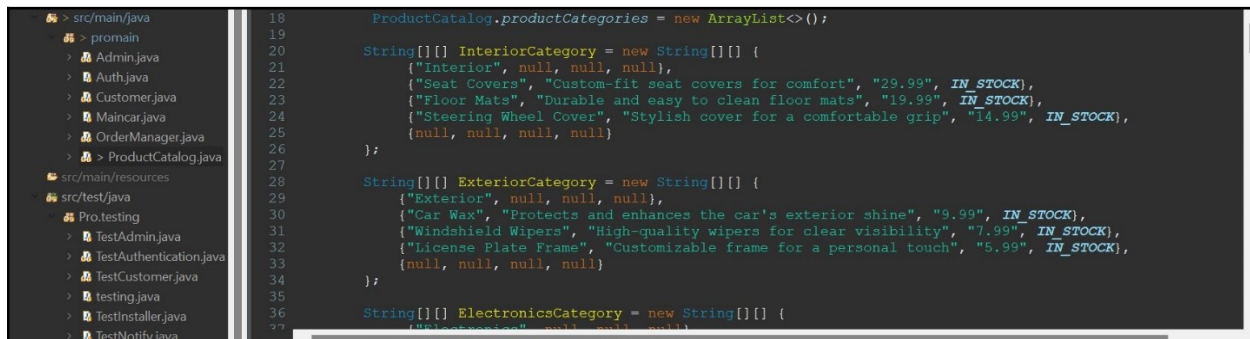 > src/main/java
> promain
> Admin.java
> Auth.java
> Customer.java
> Maincar.java
> OrderManager.java
> > ProductCatalog.java
src/main/resources
src/test/java
Pro.testing
> TestAdmin.java
> TestAuthentication.java
> TestCustomer.java
> testing.java
> TestInstaller.java
> TestNotify.java
18 ProductCatalog.productCategories = new ArrayList<>();
19
20 String[][] InteriorCategory = new String[][] {
21 {"Interior", null, null, null},
22 {"Seat Covers", "Custom-fit seat covers for comfort", "29.99", IN_STOCK},
23 {"Floor Mats", "Durable and easy to clean floor mats", "19.99", IN_STOCK},
24 {"Steering Wheel Cover", "Stylish cover for a comfortable grip", "14.99", IN_STOCK},
25 {null, null, null, null}
26 };
27
28 String[][] ExteriorCategory = new String[][] {
29 {"Exterior", null, null, null},
30 {"Car Wax", "Protects and enhances the car's exterior shine", "9.99", IN_STOCK},
31 {"Windshield Wipers", "High-quality wipers for clear visibility", "7.99", IN_STOCK},
32 {"License Plate Frame", "Customizable frame for a personal touch", "5.99", IN_STOCK},
33 {null, null, null, null}
34 };
35
36 String[][] ElectronicsCategory = new String[][] {
37 {"Electronics", null, null, null},